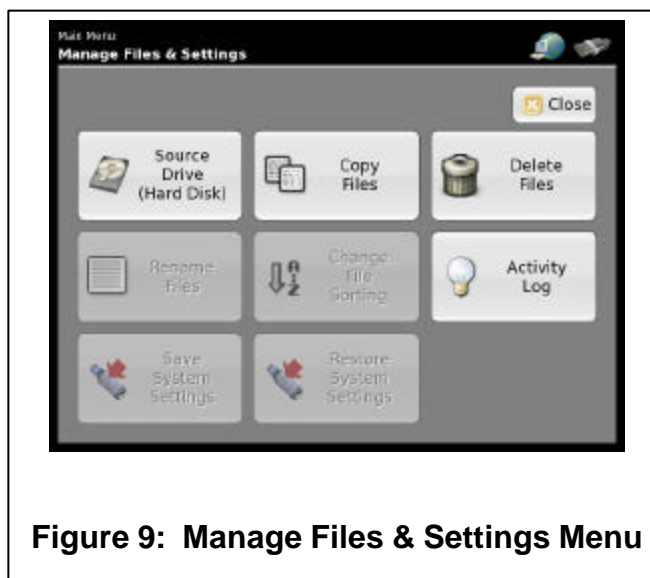 Main Menu
Manage Files & Settings
Close
Source
Drive
(Hard Disk)
Copy
Files
Delete
Files
Rename
Files
Change
File
Sorting
A
Z
Activity
Log
Save
System
Settings
Restore
System
Settings
Figure 9: Manage Files & Settings Menu